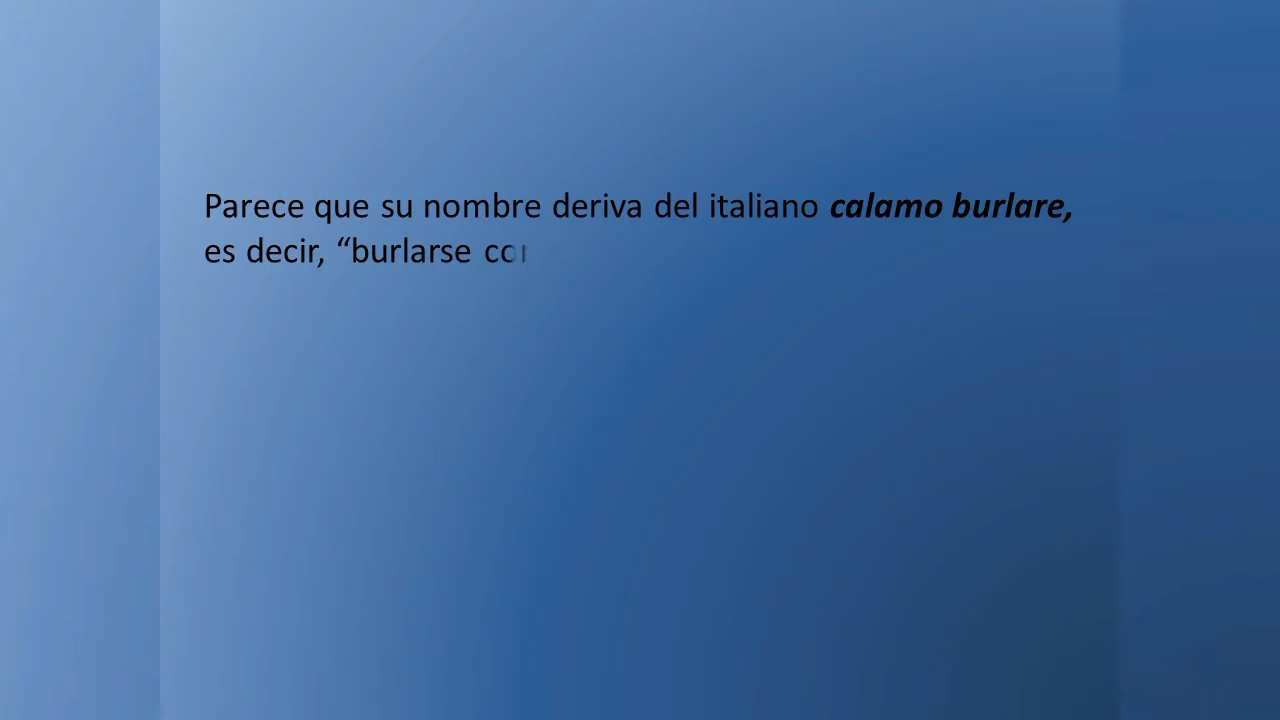 Parece que su nombre deriva del italiano calamo burlare,
es decir, “burlarse